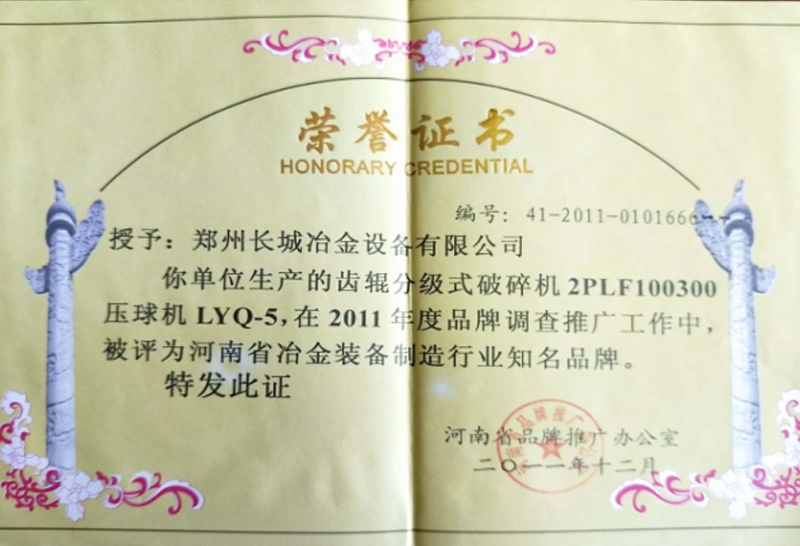 荣誉证书
HONORARY CREDENTIAL
编号：41-2011-0101666--
授予：郑州长城冶金设备有限公司
你单位生产的齿辊分级式破碎机 2PLF100300
压球机 LYQ-5，在 2011 年度品牌调查推广工作中，
被评为河南省冶金装备制造行业知名品牌。
特发此证
河南省品牌推广办公室
二〇一一年十二月